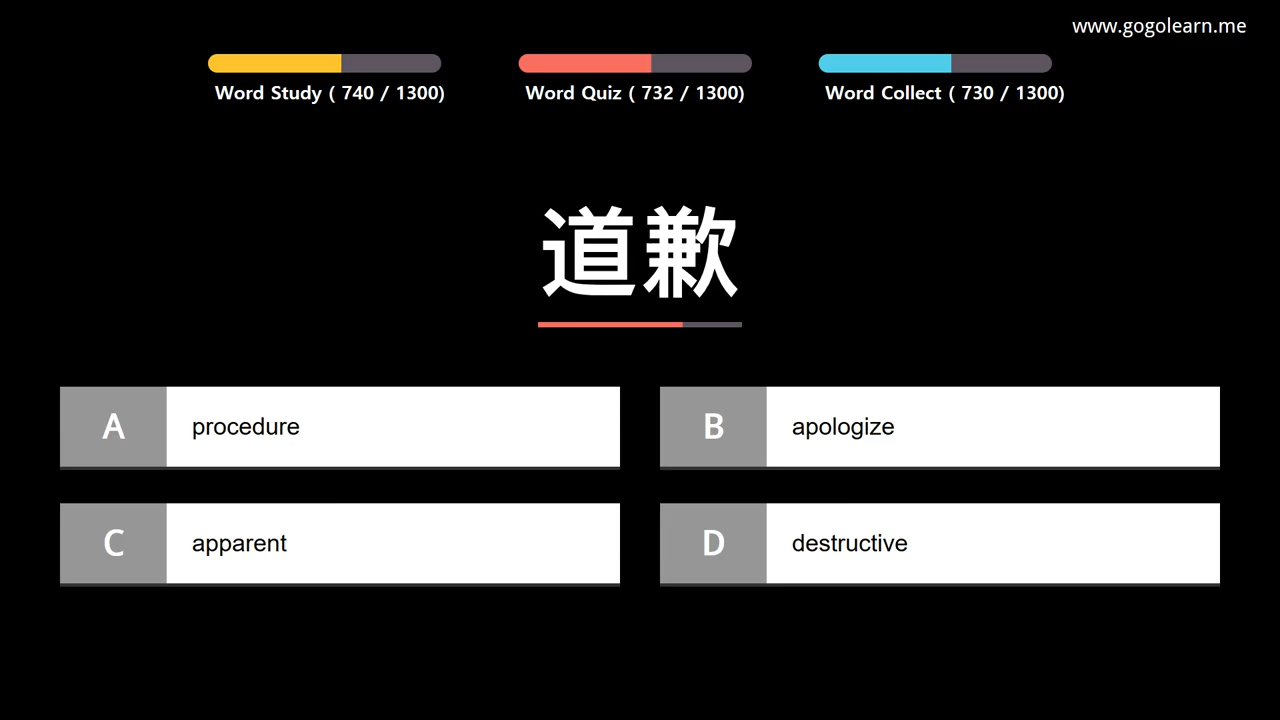 www.gogolearn.me
Word Study ( 740 / 1300)
Word Quiz ( 732 / 1300)
Word Collect ( 730 / 1300)
道歉
A procedure
B apologize
C apparent
D destructive